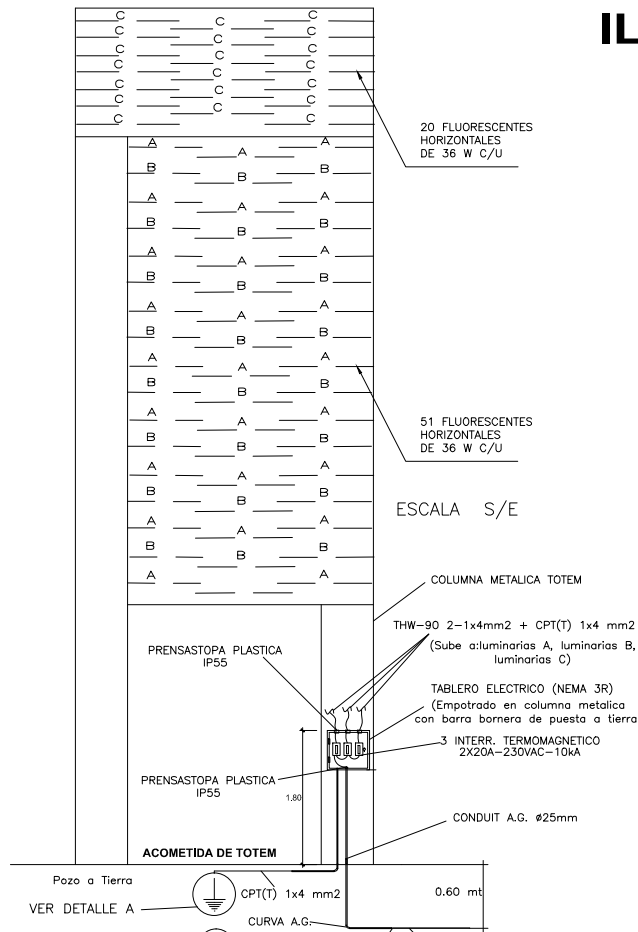 IL
C C
C
C C
C
C C
C
C C
C
C C
C
C C
C
C C
20 FLUORESCENTES
HORIZONTALES
DE 36 W C/U
A A
A
B B
B
A A
A
B B
B
A A
A
B B
B
A A
A
B B
B
A A
A
B B
B
A A
A
B B
B
A A
A
B B
B
A A
A
B B
B
A A
51 FLUORESCENTES
HORIZONTALES
DE 36 W C/U
ESCALA S/E
COLUMNA METALICA TOTEM
THW-90 2-1x4mm2 + CPT(T) 1x4 mm2
(Sube a:luminarias A, luminarias B,
luminarias C)
PRENSASTOPA PLASTICA
IP55
TABLERO ELECTRICO (NEMA 3R)
(Empotrado en columna metalica
con barra bornera de puesta a tierra
3 INTERR. TERMOMAGNETICO
2X20A-230VAC-10kA
PRENSASTOPA PLASTICA
IP55
1.80
CONDUIT A.G. ø25mm
ACOMETIDA DE TOTEM
Pozo a Tierra
VER DETALLE A
CPT(T) 1x4 mm2
0.60 mt
CURVA A.G.